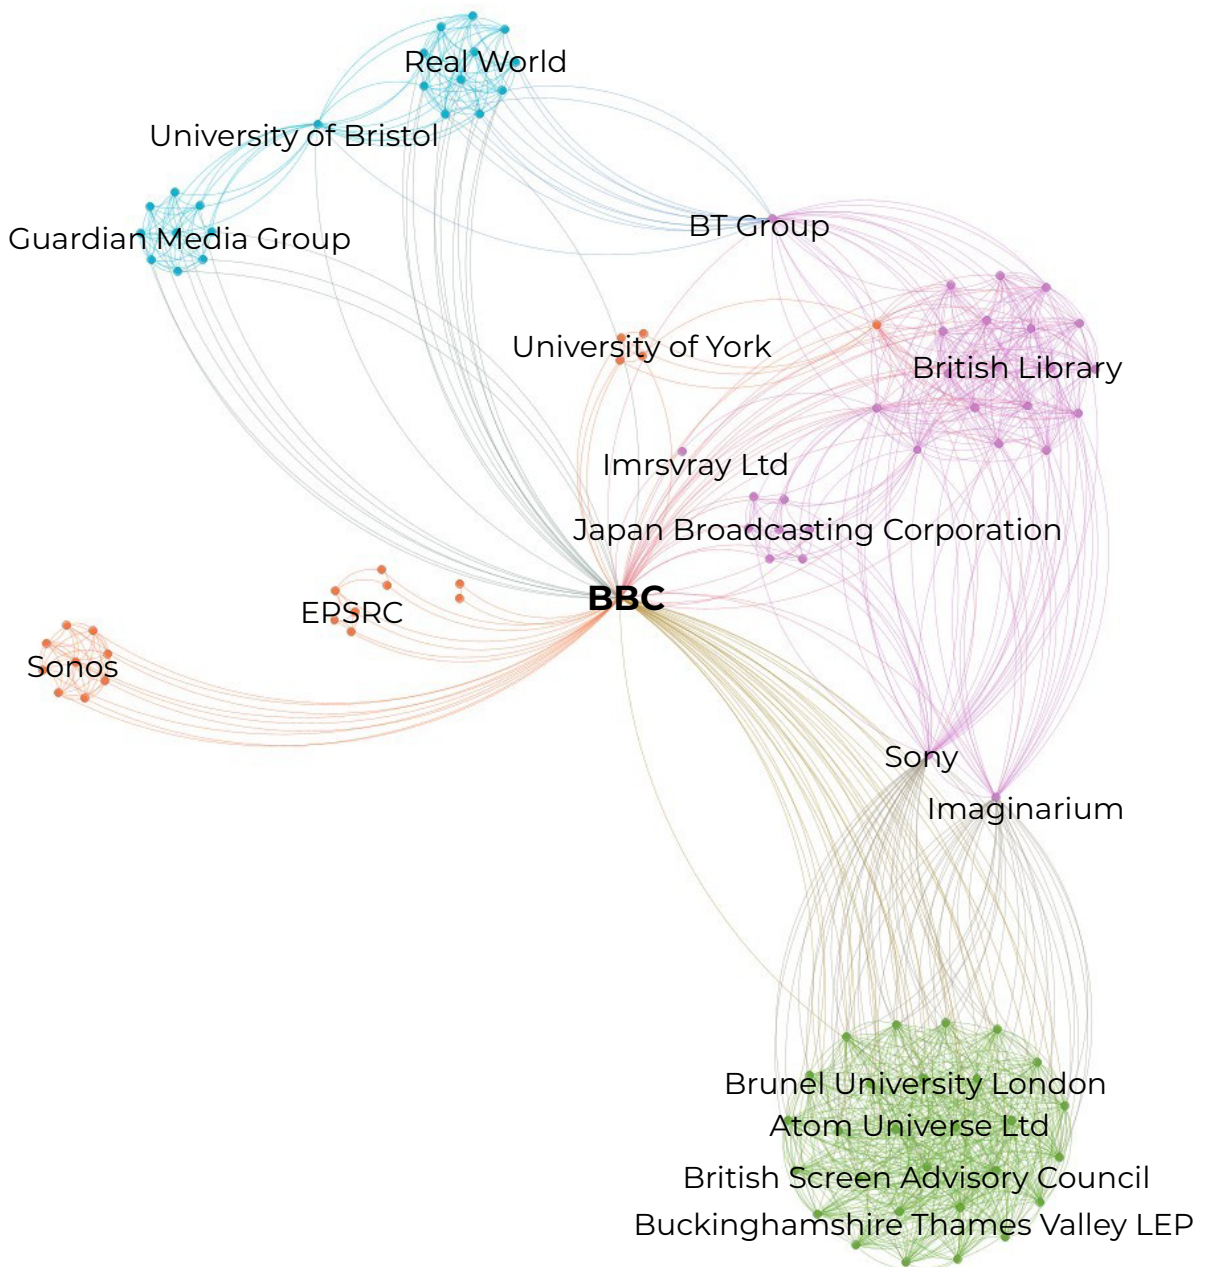 Real World
University of Bristol
BT Group
Guardian Media Group
University of York
British Library
Imrsvray Ltd
Japan Broadcasting Corporation
BBC
EPSRC
Sonos
Sony
Imaginarium
Brunel University London
Atom Universe Ltd
British Screen Advisory Council
Buckinghamshire Thames Valley LEP